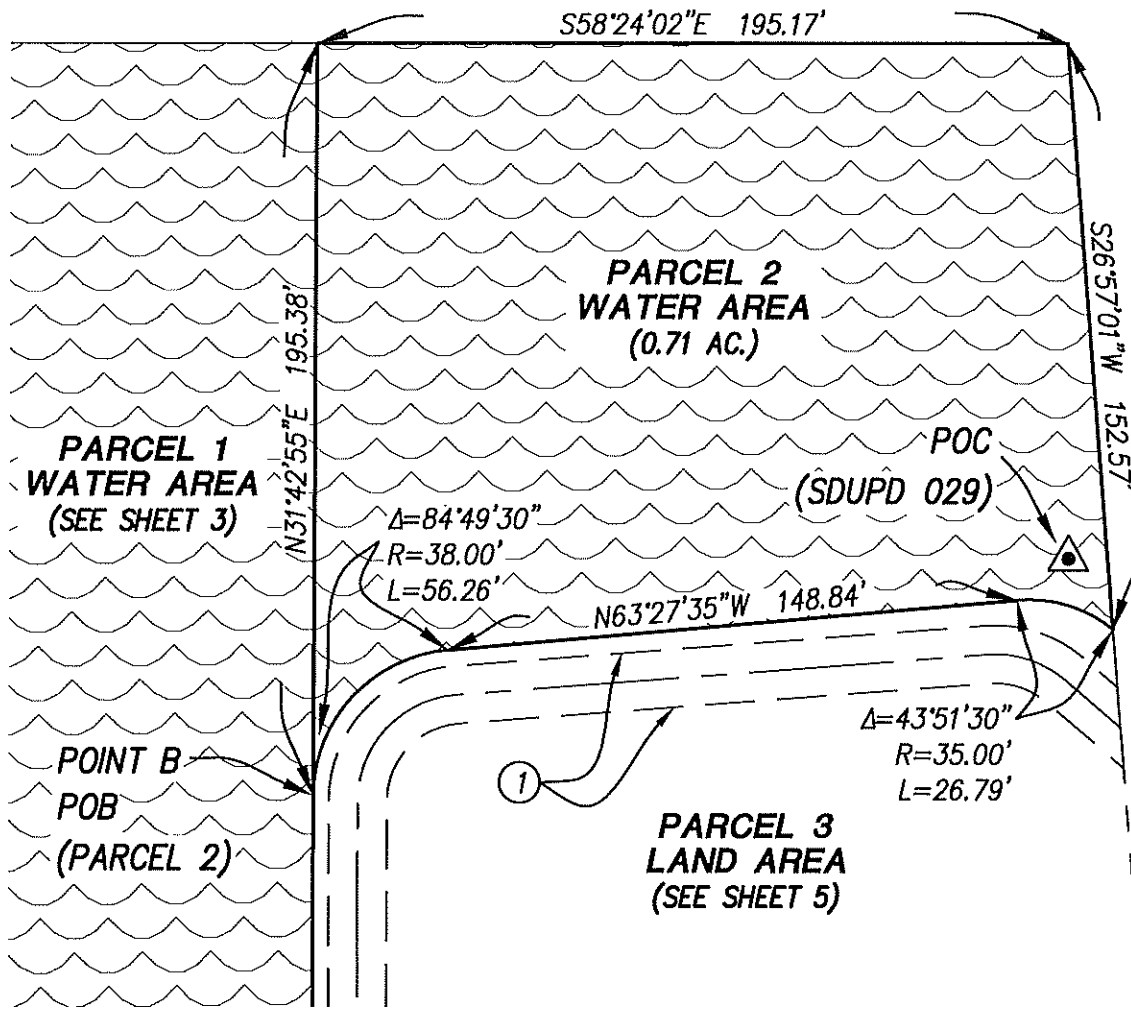 S58°24'02"E 195.17'
N31°42'55"E 195.38'
S26°57'01"W 152.57'
PARCEL 2
WATER AREA
(0.71 AC.)
PARCEL 1
WATER AREA
(SEE SHEET 3)
POC
(SDUPD 029)
Δ=84°49'30"
R=38.00'
L=56.26'
N63°27'35"W 148.84'
Δ=43°51'30"
R=35.00'
L=26.79'
POINT B
POB
(PARCEL 2)
1
PARCEL 3
LAND AREA
(SEE SHEET 5)